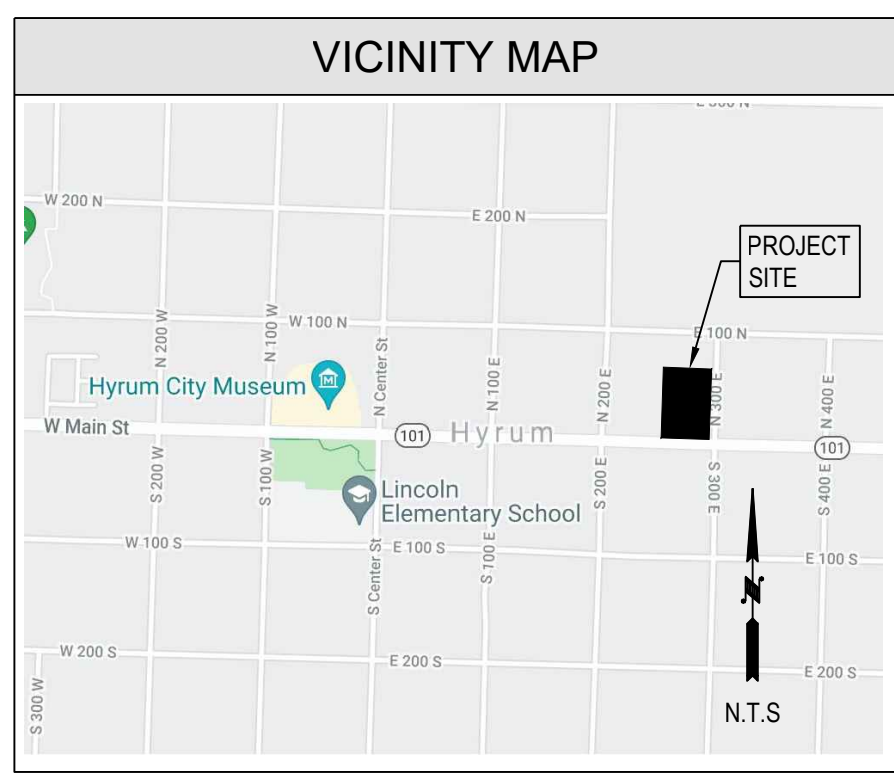 VICINITY MAP
E 300 N
W 200 N
E 200 N
PROJECT
SITE
N 200 W
N 100 W
W 100 N
N Center St
E 100 N
Hyrum City Museum
N 100 E
N 200 E
N 300 E
N 400 E
W Main St
101
Hyrum
101
S 200 W
S 100 W
Lincoln
Elementary School
S 200 E
S 300 E
S 400 E
W 100 S
S Center St
E 100 S
S 100 E
E 100 S
N
W 200 S
E 200 S
E 200 S
S 300 W
N.T.S